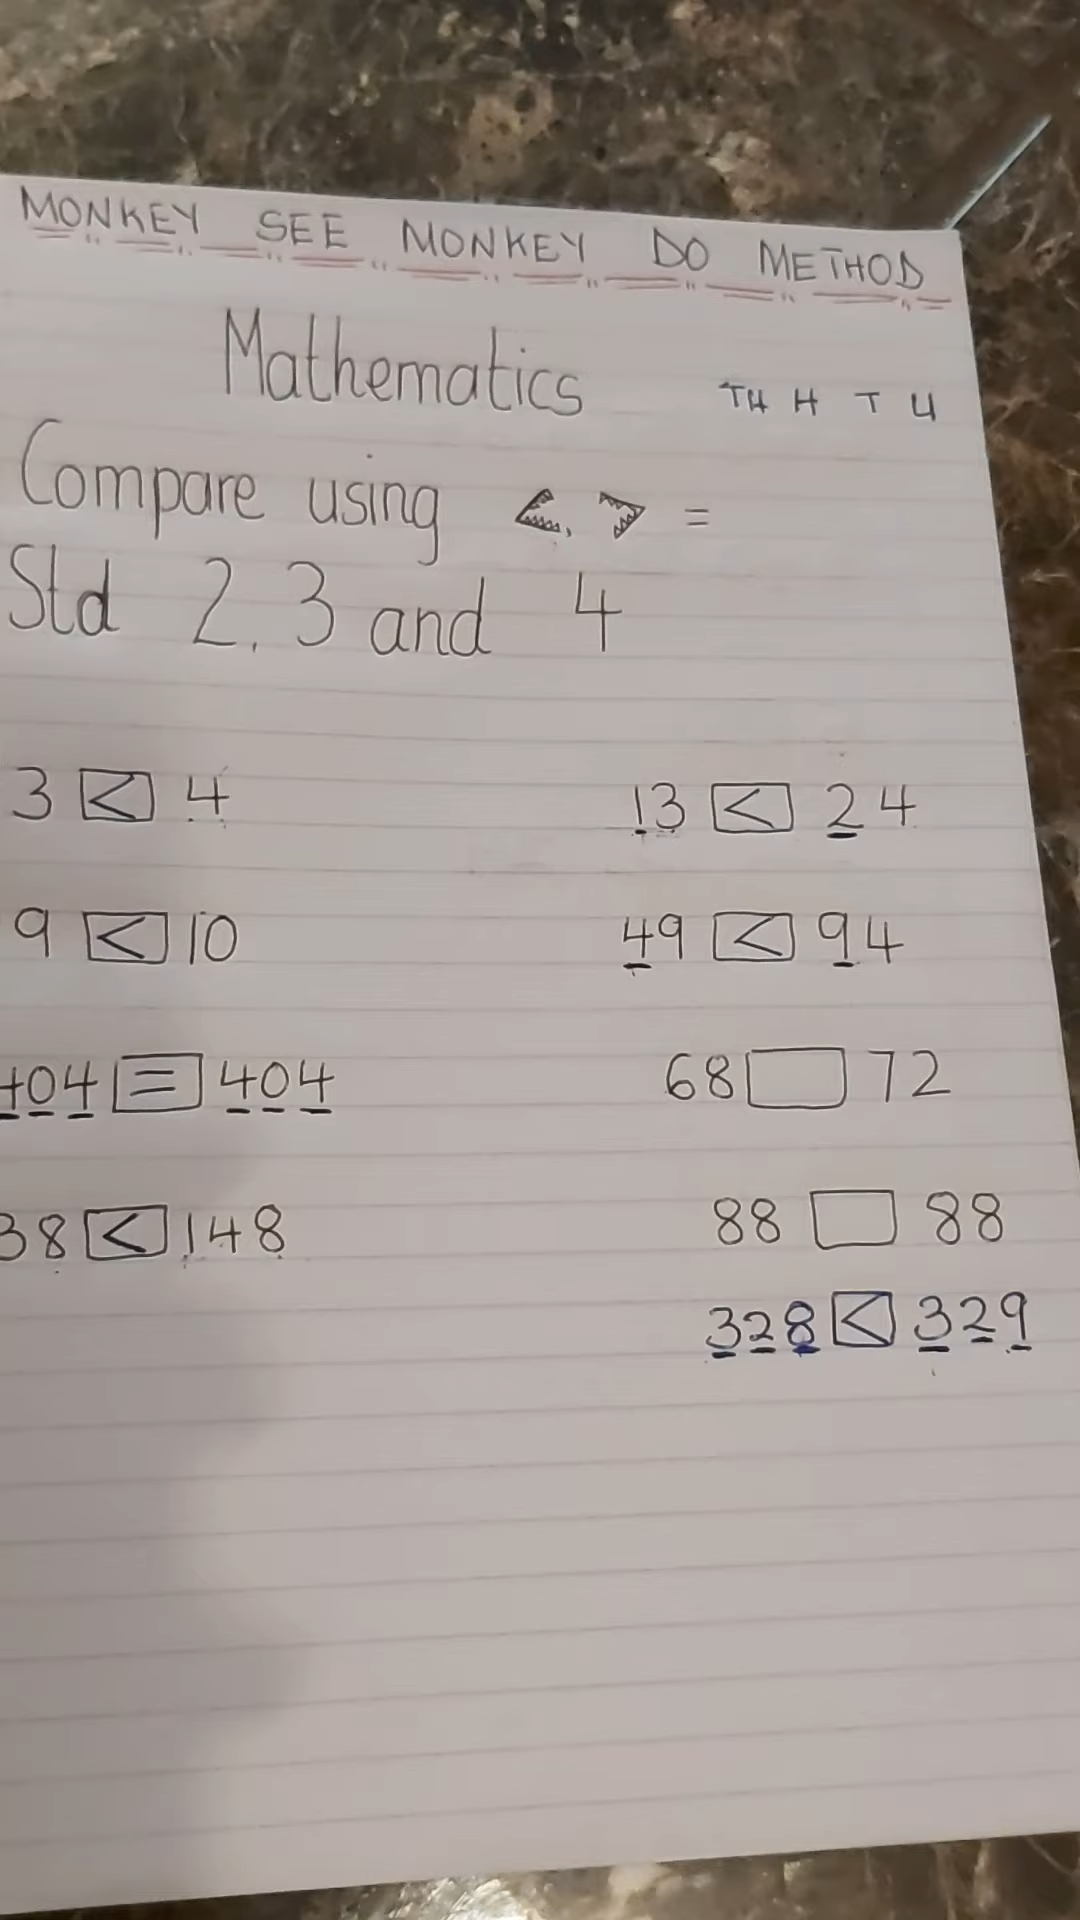 MONKEY SEE MONKEY DO METHOD
Mathematics
TH H T U
Compare using <, > =
Std 2, 3 and 4
3 < 4
13 < 24
9 < 10
49 < 94
404 = 404
68 72
38 < 148
88 88
328 < 329